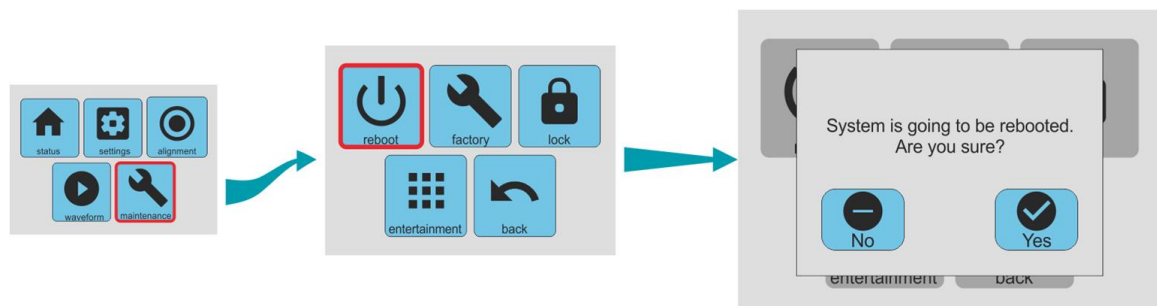 status
settings
alignment
waveform
maintenance
reboot
factory
lock
entertainment
back
System is going to be rebooted.
Are you sure?
No
Yes
entertainment
back